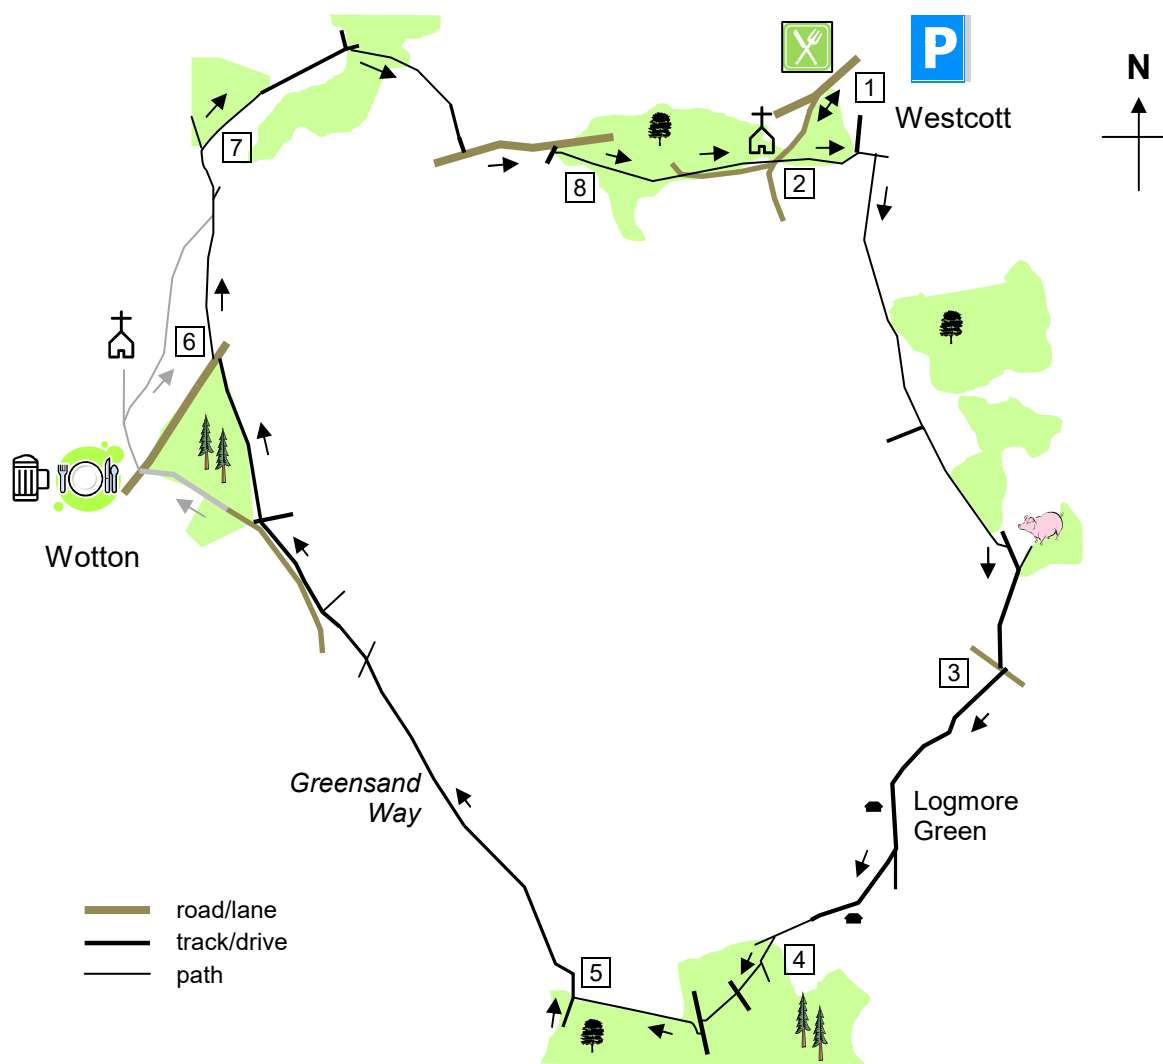 P
N
1
Westcott
7
2
8
6
Wotton
3
Greensand
Way
Logmore
Green
road/lane
track/drive
path
5
4